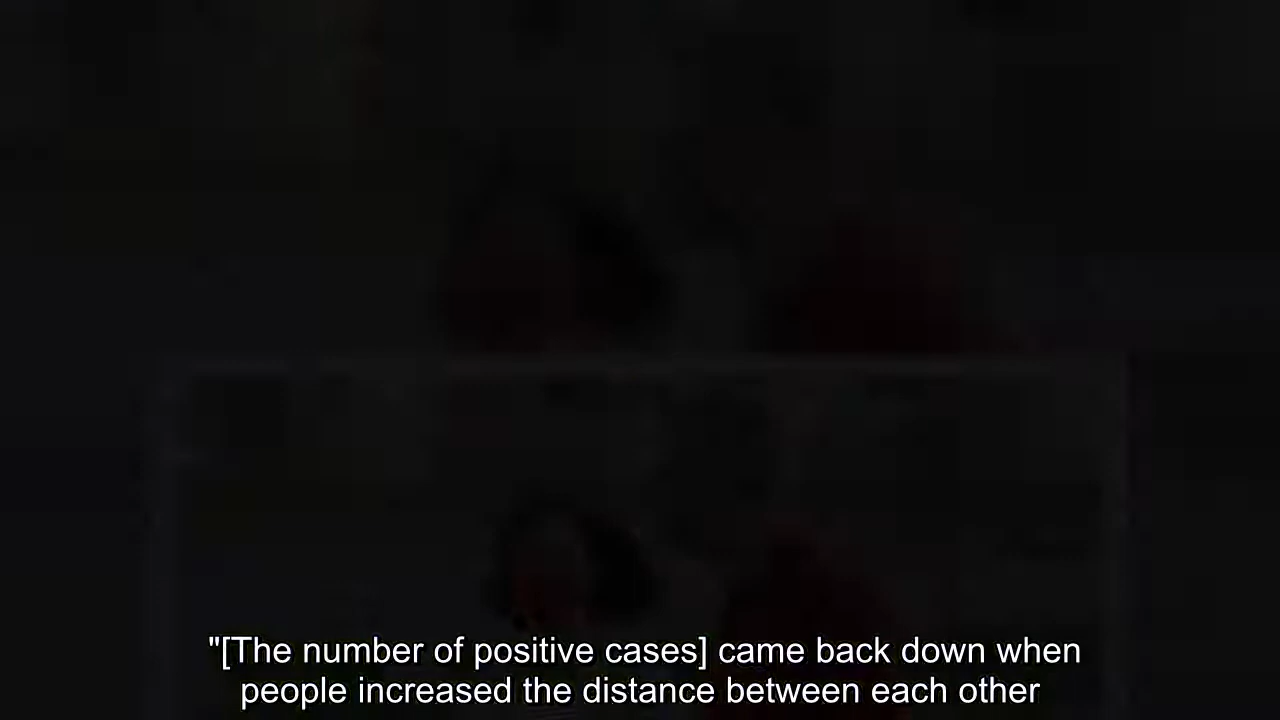 "[The number of positive cases] came back down when
people increased the distance between each other